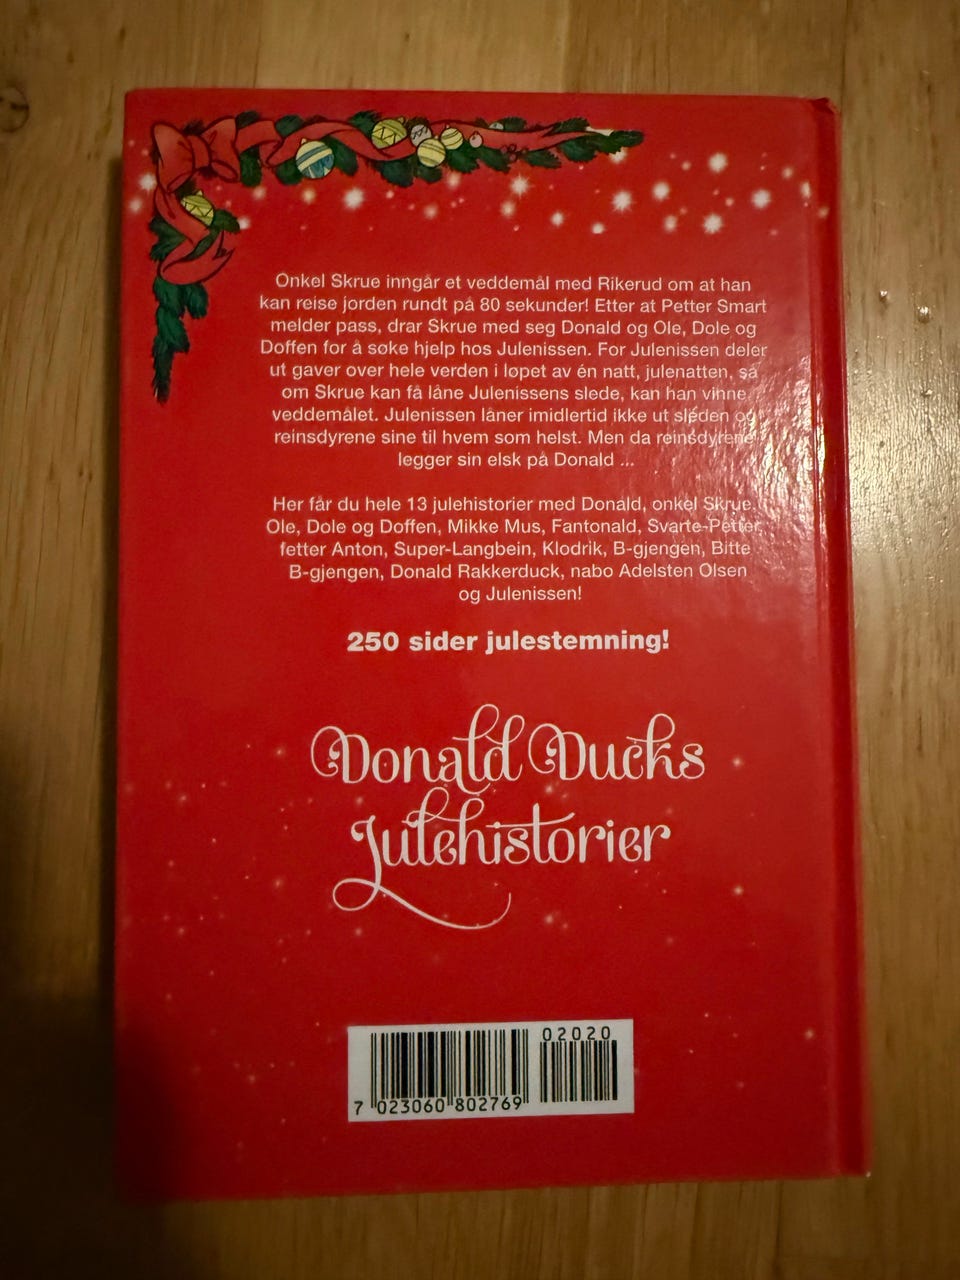 Onkel Skrue inngår et veddemål med Rikerud om at han
kan reise jorden rundt på 80 sekunder! Etter at Petter Smart
melder pass, drar Skrue med seg Donald og Ole, Dole og
Doffen for å søke hjelp hos Julenissen. For Julenissen deler
ut gaver over hele verden i løpet av én natt, julenatten, så
om Skrue kan få låne Julenissens slede, kan han vinne
veddemålet. Julenissen låner imidlertid ikke ut sleden og
reinsdyrene sine til hvem som helst. Men da reinsdyrene
legger sin elsk på Donald ...
Her får du hele 13 julehistorier med Donald, onkel Skrue,
Ole, Dole og Doffen, Mikke Mus, Fantonald, Svarte-Petter,
fetter Anton, Super-Langbein, Klodrik, B-gjengen, Bitte
B-gjengen, Donald Rakkerduck, nabo Adelsten Olsen
og Julenissen!
250 sider julestemning!
Donald Ducks
Julehistorier
02020
7 023060 802769